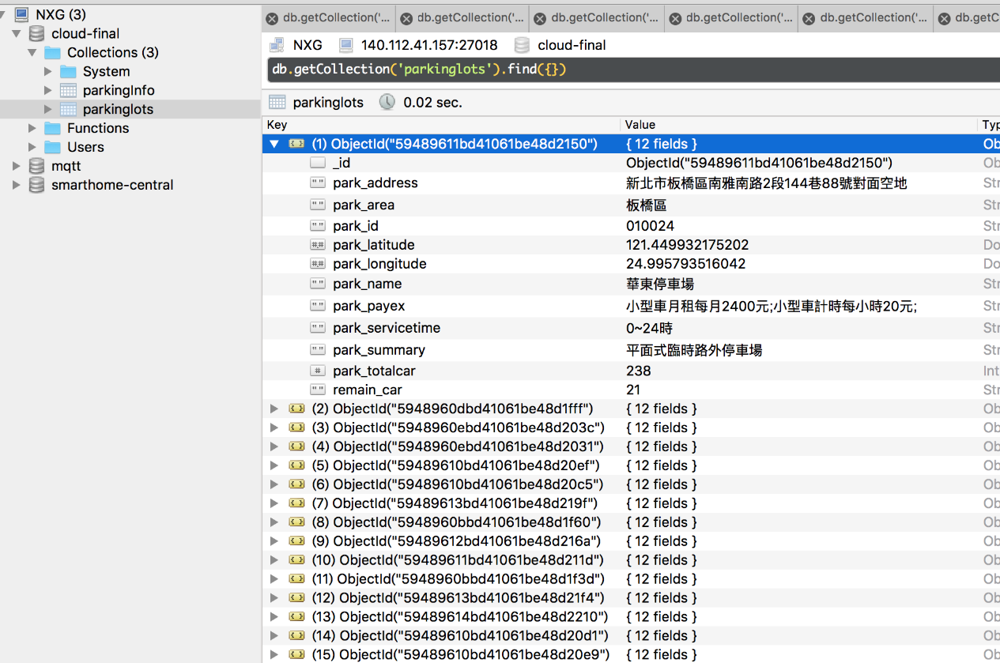 NXG (3)
cloud-final
Collections (3)
System
parkingInfo
parkinglots
Functions
Users
mqtt
smarthome-central
db.getCollection('... db.getCollection('... db.getCollection('... db.getCollection('... db.getCollection('... db.getC
NXG 140.112.41.157:27018 cloud-final
db.getCollection('parkinglots').find({})
parkinglots 0.02 sec.
Key Value Typ
(1) ObjectId("59489611bd41061be48d2150") { 12 fields } Ob
_id ObjectId("59489611bd41061be48d2150") Ob
park_address 新北市板橋區南雅南路2段144巷88號對面空地 Str
park_area 板橋區 Str
park_id 010024 Str
park_latitude 121.449932175202 Do
park_longitude 24.995793516042 Do
park_name 華東停車場 Str
park_payex 小型車月租每月2400元;小型車計時每小時20元; Str
park_servicetime 0~24時 Str
park_summary 平面式臨時路外停車場 Str
park_totalcar 238 Int
remain_car 21 Str
(2) ObjectId("5948960dbd41061be48d1fff") { 12 fields } Ob
(3) ObjectId("5948960ebd41061be48d203c") { 12 fields } Ob
(4) ObjectId("5948960ebd41061be48d2031") { 12 fields } Ob
(5) ObjectId("59489610bd41061be48d20ef") { 12 fields } Ob
(6) ObjectId("59489610bd41061be48d20c5") { 12 fields } Ob
(7) ObjectId("59489613bd41061be48d219f") { 12 fields } Ob
(8) ObjectId("5948960bbd41061be48d1f60") { 12 fields } Ob
(9) ObjectId("59489612bd41061be48d216a") { 12 fields } Ob
(10) ObjectId("59489611bd41061be48d211d") { 12 fields } Ob
(11) ObjectId("5948960bbd41061be48d1f3d") { 12 fields } Ob
(12) ObjectId("59489613bd41061be48d21f4") { 12 fields } Ob
(13) ObjectId("59489614bd41061be48d2210") { 12 fields } Ob
(14) ObjectId("59489610bd41061be48d20d1") { 12 fields } Ob
(15) ObjectId("59489610bd41061be48d20e9") { 12 fields } Ob